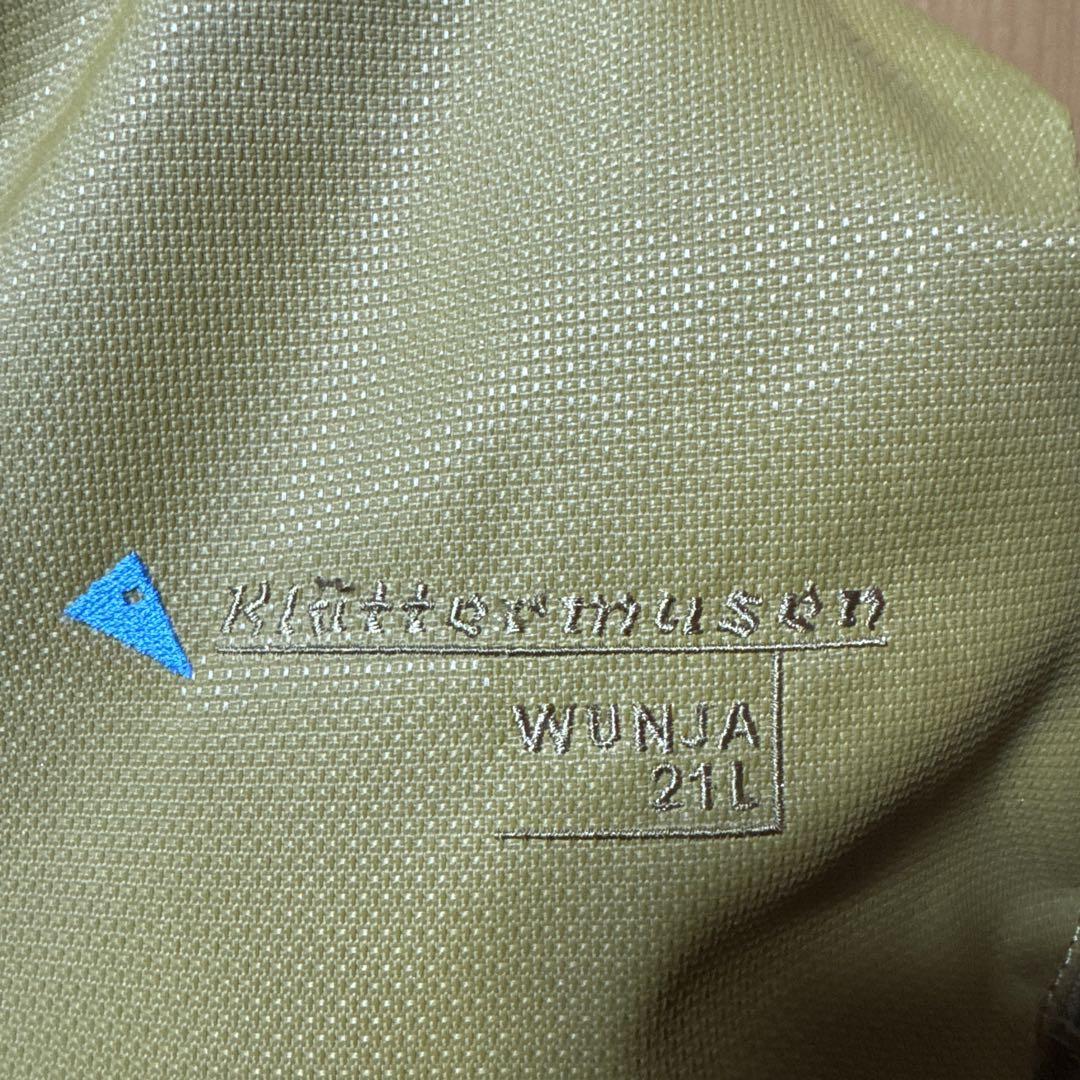 Klättermusen
WUNJA
21L